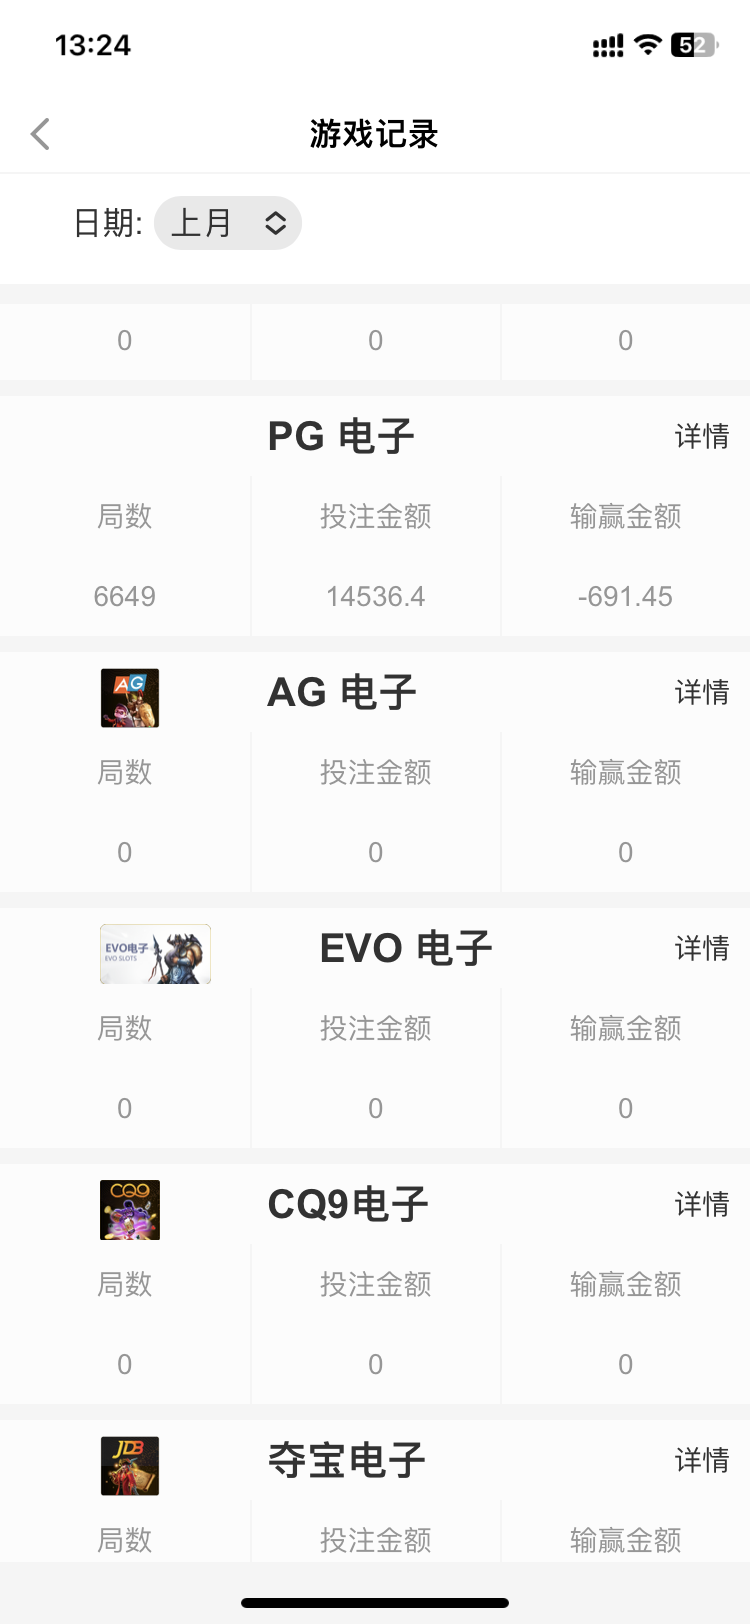 13:24
52
游戏记录
日期: 上月
0 0 0
PG 电子 详情
局数 投注金额 输赢金额
6649 14536.4 -691.45
AG
AG 电子 详情
局数 投注金额 输赢金额
0 0 0
EVO电子
EVO SLOTS
EVO 电子 详情
局数 投注金额 输赢金额
0 0 0
CQ9
CQ9电子 详情
局数 投注金额 输赢金额
0 0 0
JDB
夺宝电子 详情
局数 投注金额 输赢金额